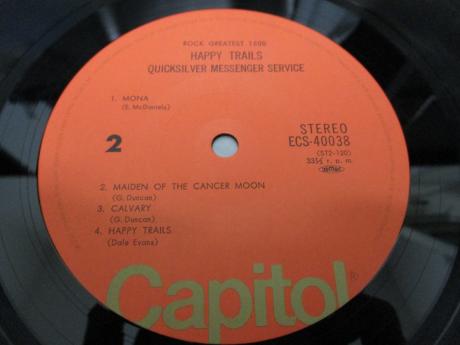 ROCK GREATEST 1500
HAPPY TRAILS
QUICKSILVER MESSENGER SERVICE
1. MONA
(E. McDaniels)
2
STEREO
ECS-40038
(ST2-120)
33⅓ r. p. m.
2. MAIDEN OF THE CANCER MOON
(G. Duncan)
3. CALVARY
(G. Duncan)
4. HAPPY TRAILS
(Dale Evans)
Capitol®